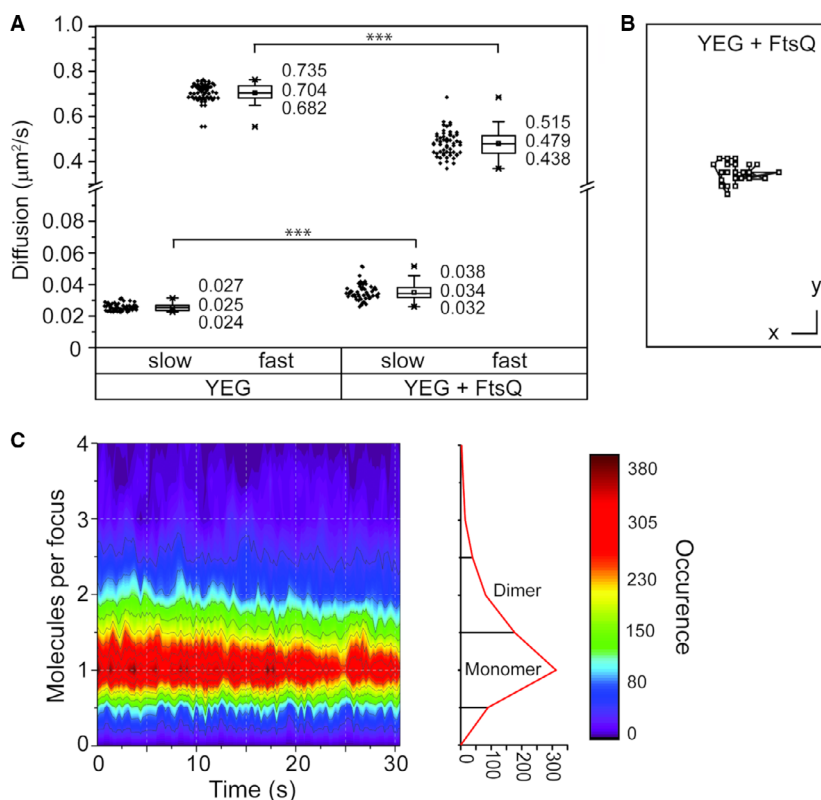 A
1.0
0.8
0.6
0.4
0.08
0.06
0.04
0.02
0
Diffusion (μm²/s)
***
0.735
0.704
0.682
0.515
0.479
0.438
***
0.027
0.025
0.024
0.038
0.034
0.032
slow fast slow fast
YEG YEG + FtsQ
B
YEG + FtsQ
y
x
C
4
3
2
1
0
Molecules per focus
0 10 20 30
Time (s)
Dimer
Monomer
0 100 200 300
380
305
230
150
80
0
Occurence